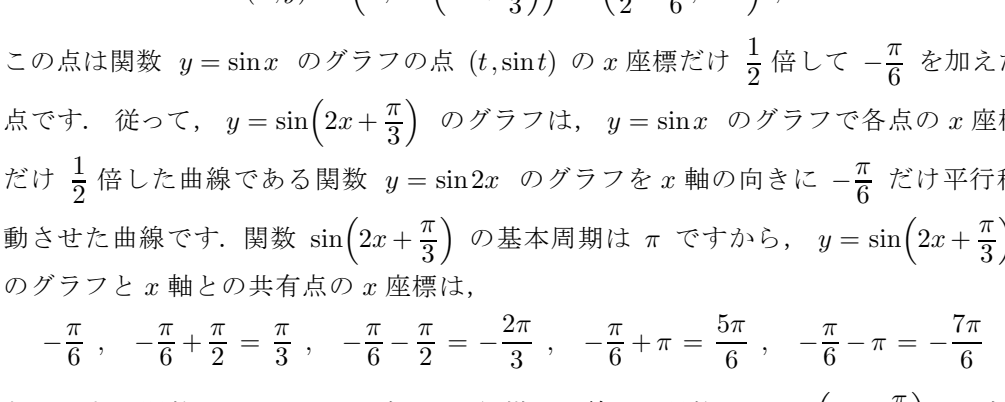 この点は関数 y = sin x のグラフの点 (t, sin t) の x 座標だけ 1/2 倍して −π/6 を加えた
点です． 従って， y = sin(2x + π/3) のグラフは， y = sin x のグラフで各点の x 座標
だけ 1/2 倍した曲線である関数 y = sin 2x のグラフを x 軸の向きに −π/6 だけ平行移
動させた曲線です．関数 sin(2x + π/3) の基本周期は π ですから， y = sin(2x + π/3)
のグラフと x 軸との共有点の x 座標は，
−π/6 , −π/6 + π/2 = π/3 , −π/6 − π/2 = −2π/3 , −π/6 + π = 5π/6 , −π/6 − π = −7π/6